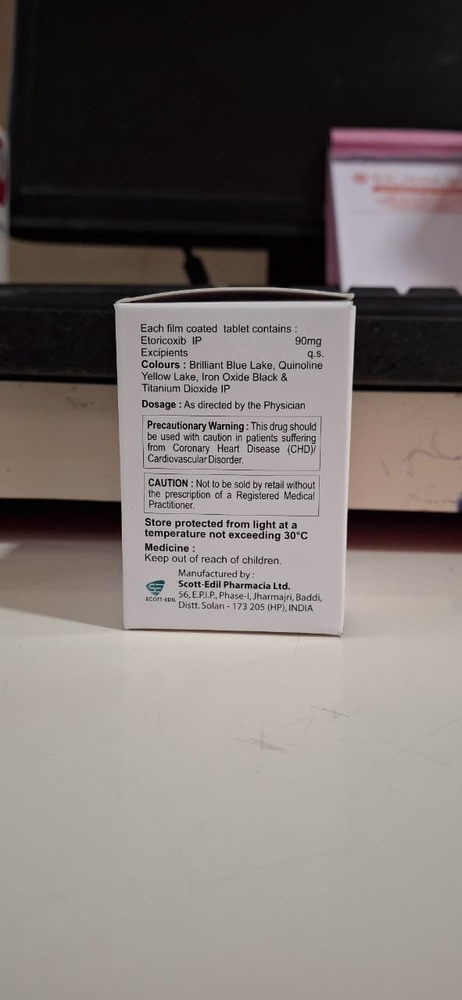 Each film coated tablet contains :
Etoricoxib IP 90mg
Excipients q.s.
Colours : Brilliant Blue Lake, Quinoline
Yellow Lake, Iron Oxide Black &
Titanium Dioxide IP
Dosage : As directed by the Physician
Precautionary Warning : This drug should
be used with caution in patients suffering
from Coronary Heart Disease (CHD)/
Cardiovascular Disorder.
CAUTION : Not to be sold by retail without
the prescription of a Registered Medical
Practitioner.
Store protected from light at a
temperature not exceeding 30°C
Medicine :
Keep out of reach of children.
Manufactured by :
Scott-Edil Pharmacia Ltd.
56, E.P.I.P., Phase-I, Jharmajri, Baddi,
Distt. Solan - 173 205 (HP), INDIA
SCOTT-EDIL